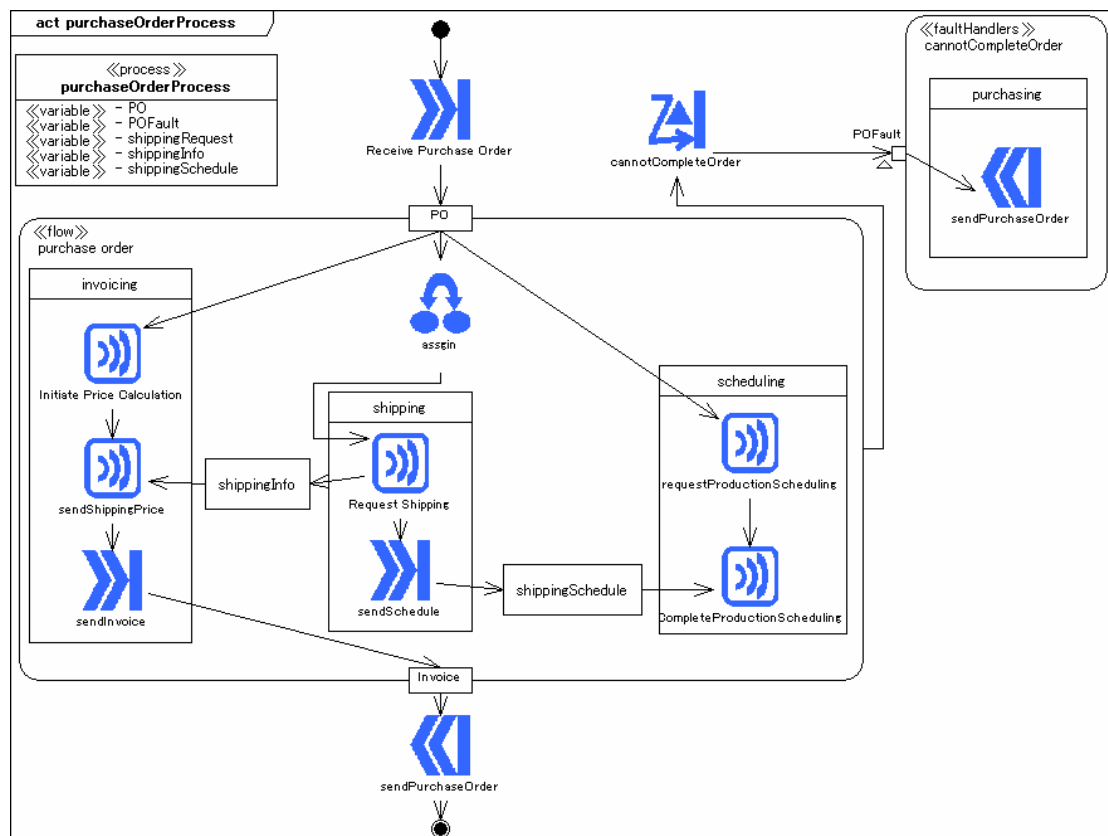 act purchaseOrderProcess
≪process≫
purchaseOrderProcess
≪variable≫ - PO
≪variable≫ - POFault
≪variable≫ - shippingRequest
≪variable≫ - shippingInfo
≪variable≫ - shippingSchedule
Receive Purchase Order
cannotCompleteOrder
POFault
≪faultHandlers≫
cannotCompleteOrder
purchasing
sendPurchaseOrder
PO
≪flow≫
purchase order
invoicing
Initiate Price Calculation
sendShippingPrice
sendInvoice
assgin
shipping
Request Shipping
sendSchedule
shippingInfo
shippingSchedule
scheduling
requestProductionScheduling
CompleteProductionScheduling
Invoice
sendPurchaseOrder